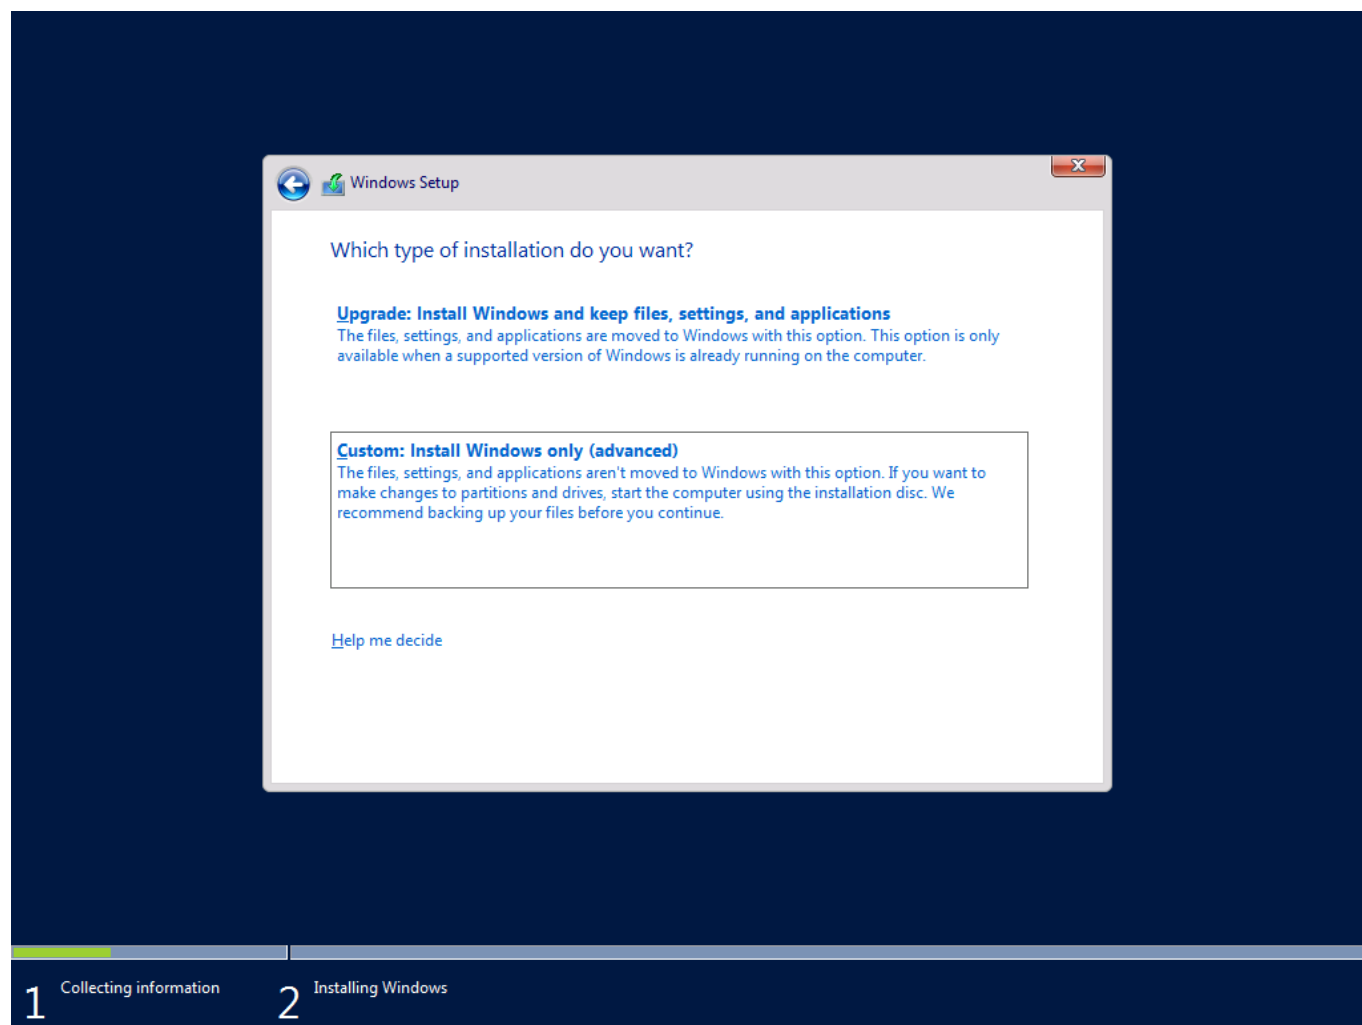 Windows Setup
Which type of installation do you want?
Upgrade: Install Windows and keep files, settings, and applications
The files, settings, and applications are moved to Windows with this option. This option is only
available when a supported version of Windows is already running on the computer.
Custom: Install Windows only (advanced)
The files, settings, and applications aren't moved to Windows with this option. If you want to
make changes to partitions and drives, start the computer using the installation disc. We
recommend backing up your files before you continue.
Help me decide
1 Collecting information
2 Installing Windows